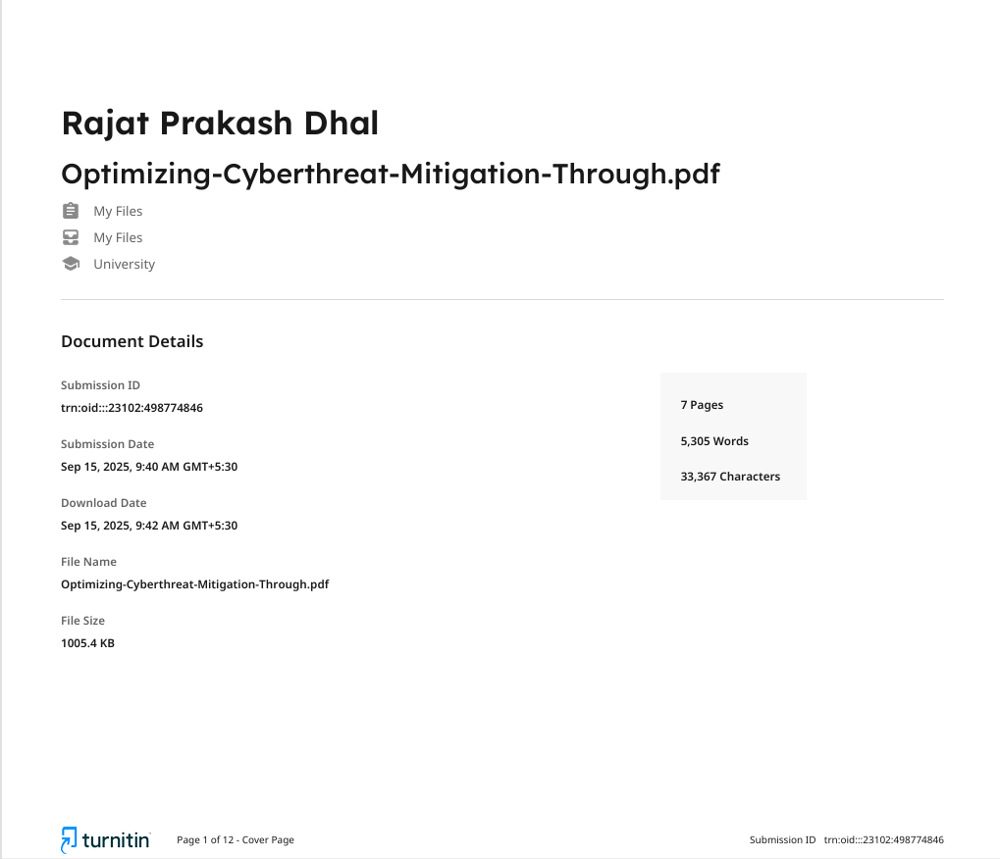 Rajat Prakash Dhal
Optimizing-Cyberthreat-Mitigation-Through.pdf
My Files
My Files
University
Document Details
Submission ID
trn:oid:::23102:498774846
Submission Date
Sep 15, 2025, 9:40 AM GMT+5:30
Download Date
Sep 15, 2025, 9:42 AM GMT+5:30
File Name
Optimizing-Cyberthreat-Mitigation-Through.pdf
File Size
1005.4 KB
7 Pages
5,305 Words
33,367 Characters
turnitin Page 1 of 12 - Cover Page Submission ID trn:oid:::23102:498774846